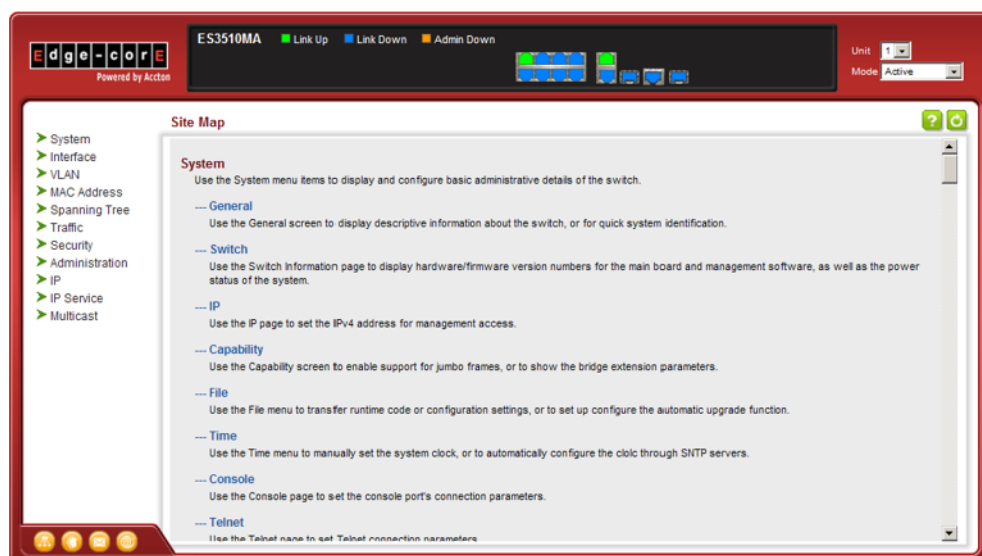 ES3510MA Link Up Link Down Admin Down
Edge-corE
Powered by Accton
Unit 1
Mode Active
Site Map
?
System
Interface
VLAN
MAC Address
Spanning Tree
Traffic
Security
Administration
IP
IP Service
Multicast
System
Use the System menu items to display and configure basic administrative details of the switch.
--- General
Use the General screen to display descriptive information about the switch, or for quick system identification.
--- Switch
Use the Switch Information page to display hardware/firmware version numbers for the main board and management software, as well as the power
status of the system.
--- IP
Use the IP page to set the IPv4 address for management access.
--- Capability
Use the Capability screen to enable support for jumbo frames, or to show the bridge extension parameters.
--- File
Use the File menu to transfer runtime code or configuration settings, or to set up configure the automatic upgrade function.
--- Time
Use the Time menu to manually set the system clock, or to automatically configure the clolc through SNTP servers.
--- Console
Use the Console page to set the console port's connection parameters.
--- Telnet
Use the Telnet page to set Telnet connection parameters